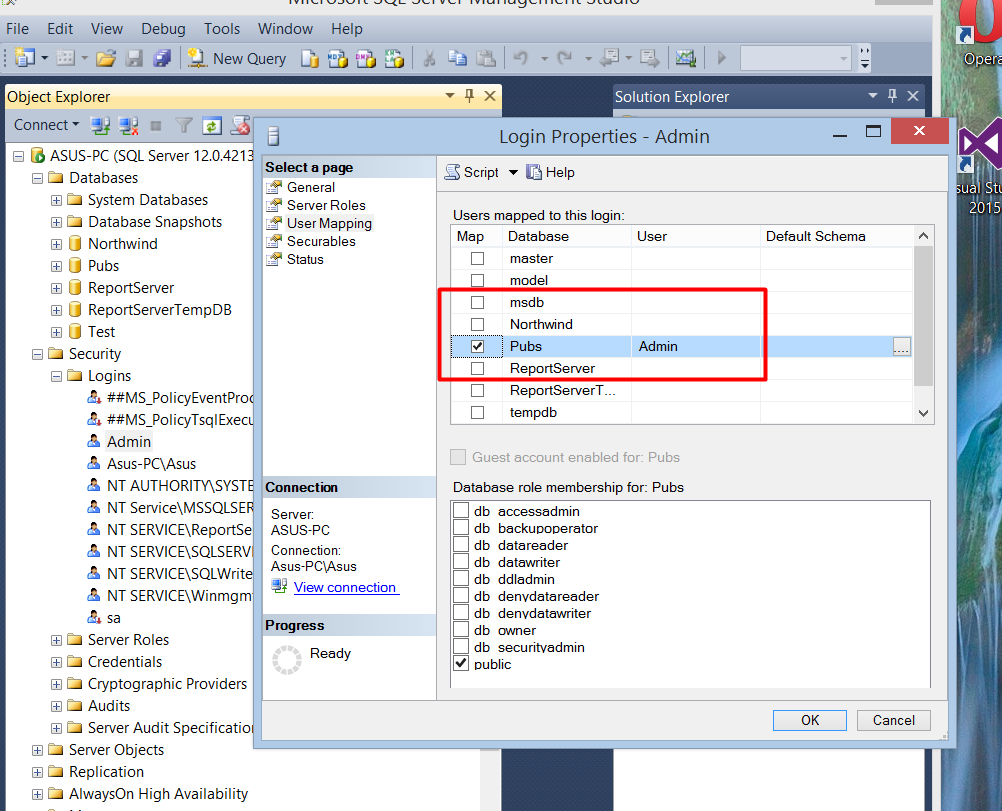 Microsoft SQL Server Management Studio
File Edit View Debug Tools Window Help
New Query
Object Explorer
Solution Explorer
Opera
Connect
ASUS-PC (SQL Server 12.0.4213
Databases
System Databases
Database Snapshots
Northwind
Pubs
ReportServer
ReportServerTempDB
Test
Security
Logins
##MS_PolicyEventProc
##MS_PolicyTsqlExecu
Admin
Asus-PC\Asus
NT AUTHORITY\SYSTE
NT Service\MSSQLSER
NT SERVICE\ReportSe
NT SERVICE\SQLSERV
NT SERVICE\SQLWrite
NT SERVICE\Winmgmt
sa
Server Roles
Credentials
Cryptographic Providers
Audits
Server Audit Specification
Server Objects
Replication
AlwaysOn High Availability
Login Properties - Admin
Select a page
General
Server Roles
User Mapping
Securables
Status
Connection
Server:
ASUS-PC
Connection:
Asus-PC\Asus
View connection
Progress
Ready
Script Help
Users mapped to this login:
Map Database User Default Schema
master
model
msdb
Northwind
Pubs Admin
ReportServer
ReportServerT...
tempdb
Guest account enabled for: Pubs
Database role membership for: Pubs
db_accessadmin
db_backupoperator
db_datareader
db_datawriter
db_ddladmin
db_denydatareader
db_denydatawriter
db_owner
db_securityadmin
public
OK Cancel
sual Stu
2015